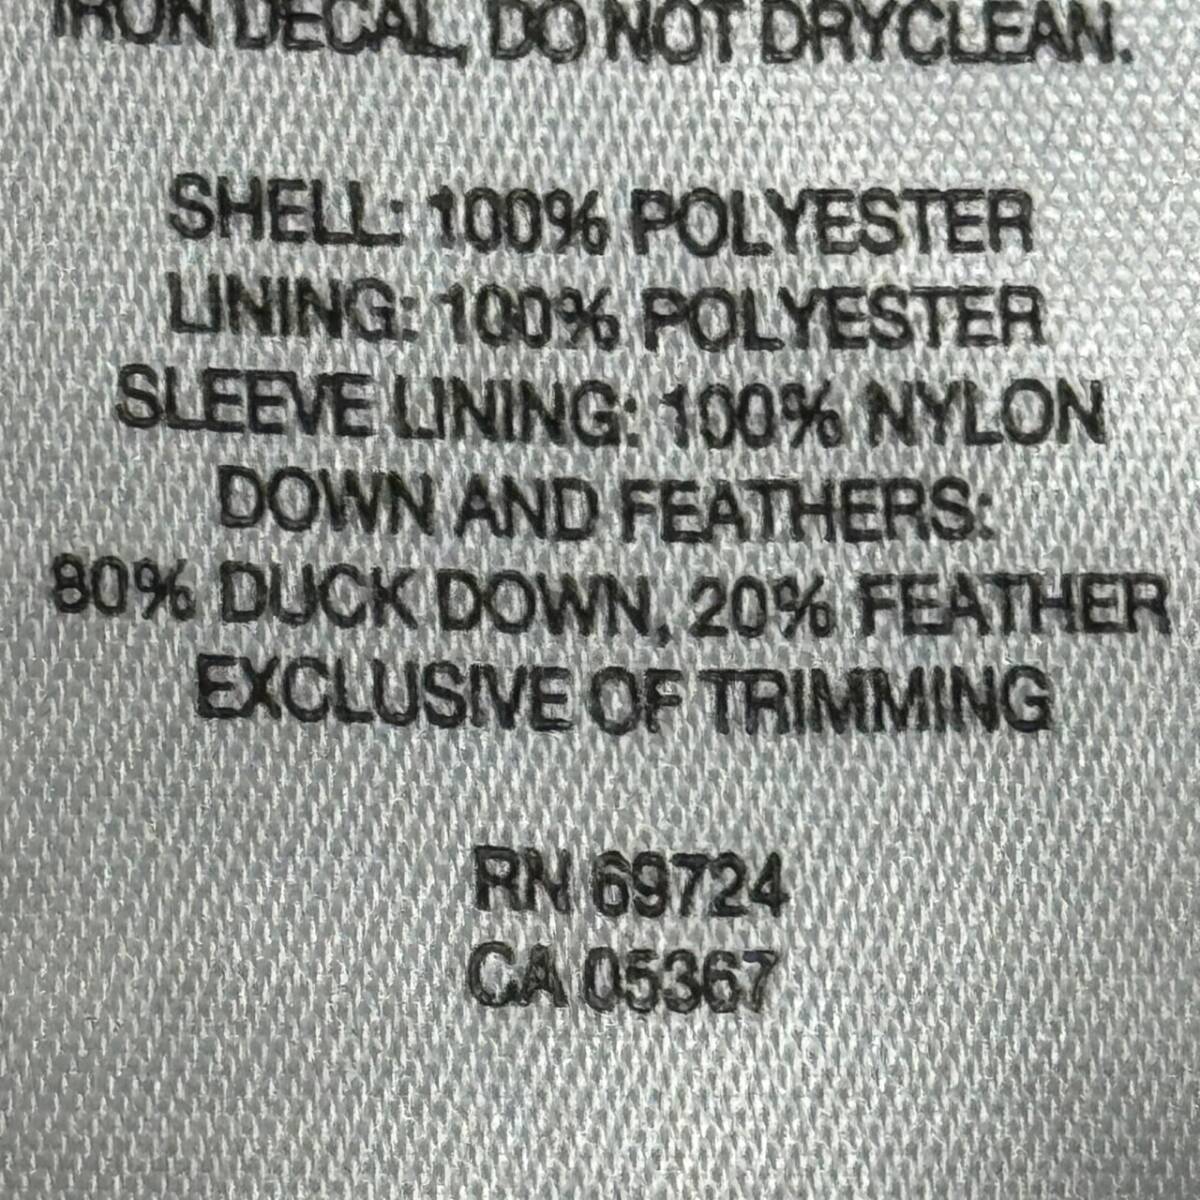 IRON DECAL, DO NOT DRYCLEAN.
SHELL: 100% POLYESTER
LINING: 100% POLYESTER
SLEEVE LINING: 100% NYLON
DOWN AND FEATHERS:
80% DUCK DOWN, 20% FEATHER
EXCLUSIVE OF TRIMMING
RN 69724
CA 05367